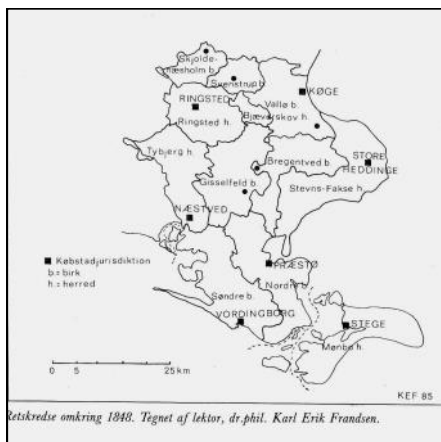 Skjolde-
næsholm b.
Svenstrup b.
KØGE
RINGSTED
Vallø b.
Bjæverskov h.
Ringsted h.
Tybjerg h.
Bregentved b.
STORE
HEDDINGE
Gisselfeld b.
Stevns-Fakse h.
NÆSTVED
Købstadjurisdiktion
b.= birk
h.= herred
PRÆSTØ
Nordre b.
Søndre b.
VORDINGBORG
STEGE
Mønbo h.
0 5 25 km
KEF 85
Retskredse omkring 1848. Tegnet af lektor, dr.phil. Karl Erik Frandsen.